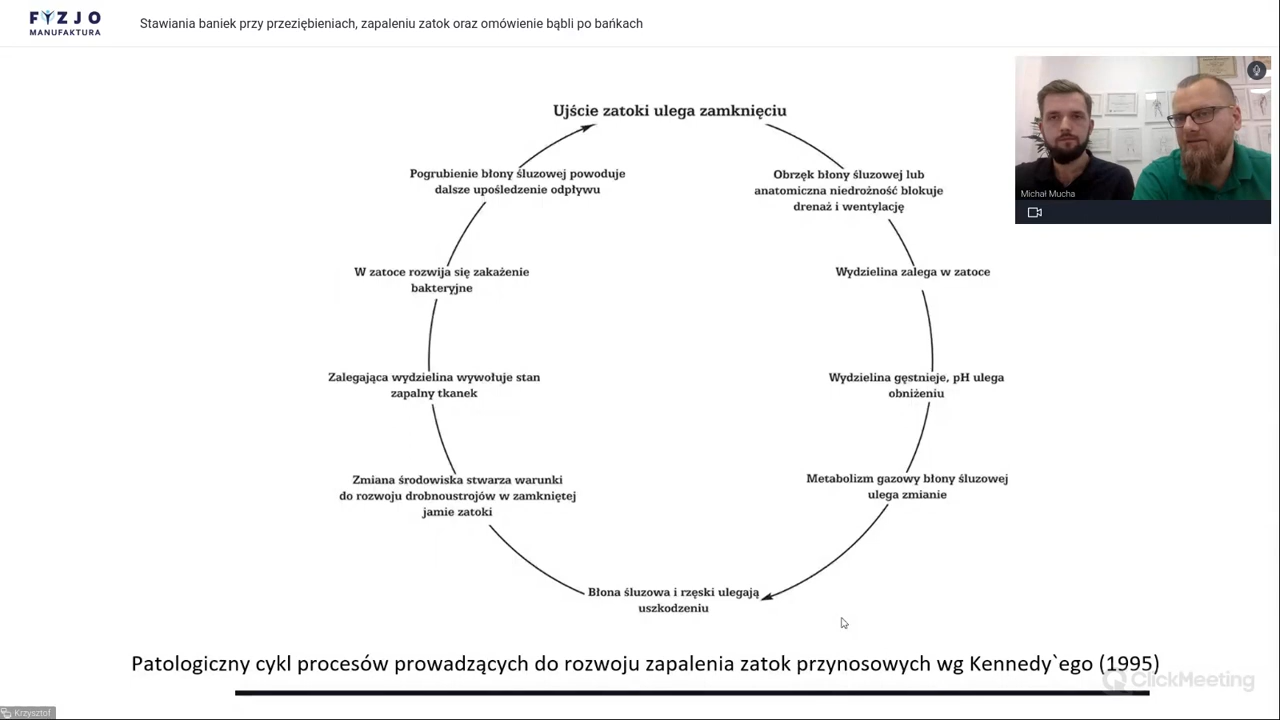 FYZJO
MANUFAKTURA
Stawiania baniek przy przeziębieniach, zapaleniu zatok oraz omówienie bąbli po bańkach
Michał Mucha
Ujście zatoki ulega zamknięciu
Obrzęk błony śluzowej lub
anatomiczna niedrożność blokuje
drenaż i wentylację
Wydzielina zalega w zatoce
Wydzielina gęstnieje, pH ulega
obniżeniu
Metabolizm gazowy błony śluzowej
ulega zmianie
Błona śluzowa i rzęski ulegają
uszkodzeniu
Zmiana środowiska stwarza warunki
do rozwoju drobnoustrojów w zamkniętej
jamie zatoki
Zalegająca wydzielina wywołuje stan
zapalny tkanek
W zatoce rozwija się zakażenie
bakteryjne
Pogrubienie błony śluzowej powoduje
dalsze upośledzenie odpływu
Patologiczny cykl procesów prowadzących do rozwoju zapalenia zatok przynosowych wg Kennedy`ego (1995)
ClickMeeting
Krzysztof